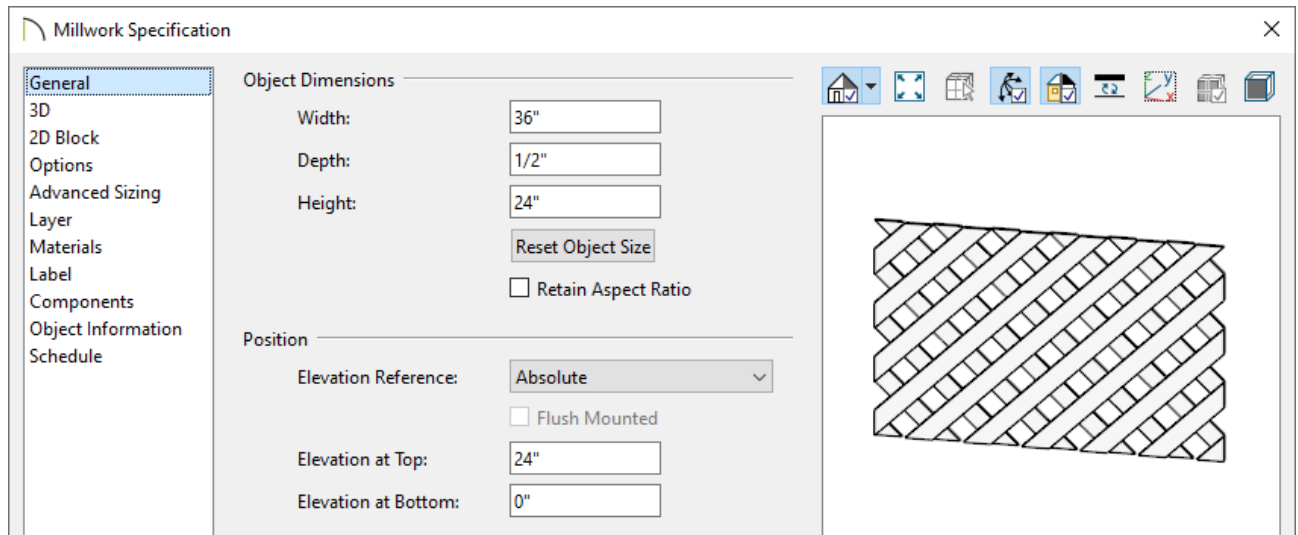 Millwork Specification
General
3D
2D Block
Options
Advanced Sizing
Layer
Materials
Label
Components
Object Information
Schedule
Object Dimensions
Width: 36"
Depth: 1/2"
Height: 24"
Reset Object Size
Retain Aspect Ratio
Position
Elevation Reference: Absolute
Flush Mounted
Elevation at Top: 24"
Elevation at Bottom: 0"
z y
x